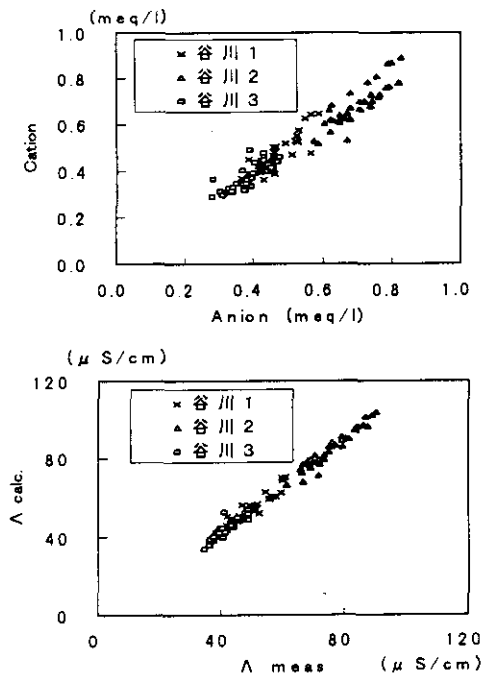 (meq/l)
1.0
0.8
0.6
0.4
0.2
0.0
Cation
× 谷川1
▲ 谷川2
□ 谷川3
0.0 0.2 0.4 0.6 0.8 1.0
Anion (meq/l)
(μ S/cm)
120
80
40
0
Λ calc.
× 谷川1
▲ 谷川2
□ 谷川3
0 40 80 120
Λ meas (μ S/cm)